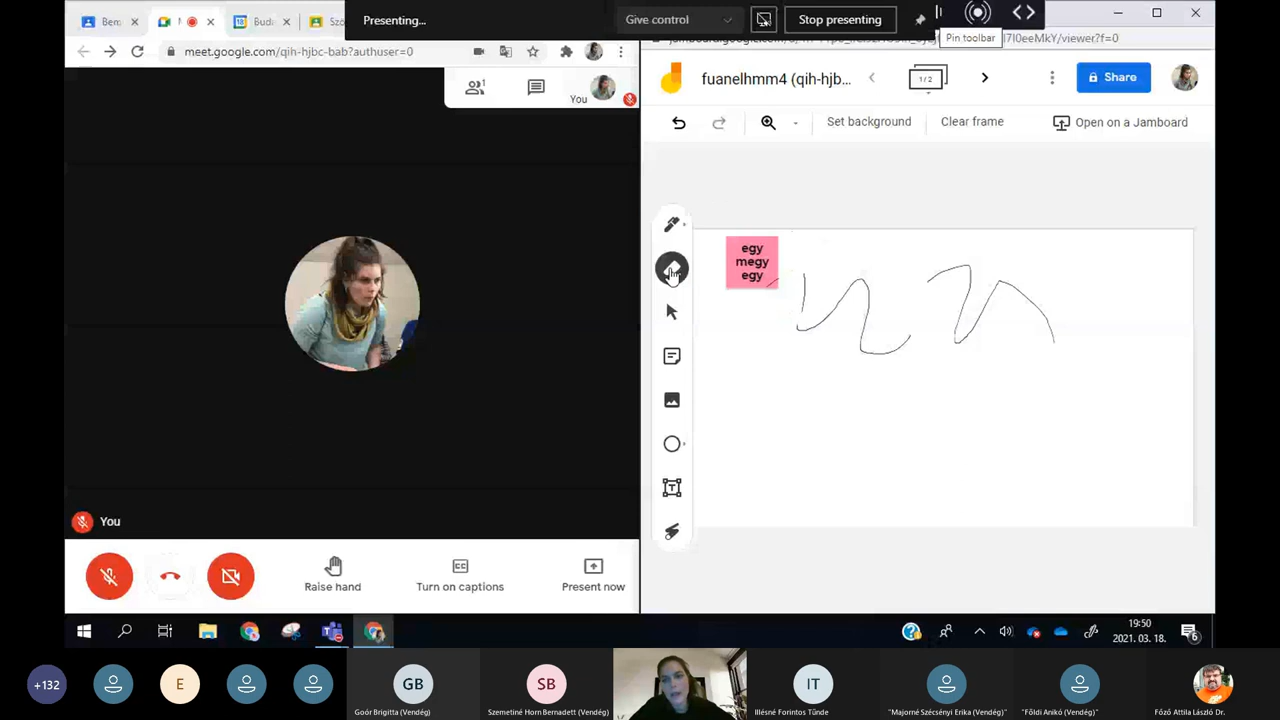 Presenting...
Give control
Stop presenting
Pin toolbar
Buda
meet.google.com/qih-hjbc-bab?authuser=0
1
You
fuanelhmm4 (qih-hjb...
1/2
Share
Set background
Clear frame
Open on a Jamboard
egy
megy
egy
You
Raise hand
Turn on captions
Present now
19:50
2021. 03. 18.
6
+132
E
GB
SB
IT
Goór Brigitta (Vendég)
Szemetiné Horn Bernadett (Vendég)
Illésné Forintos Tünde
"Majorné Szécsényi Erika (Vendég)
"Földi Anikó (Vendég)"
Főző Attila László Dr.